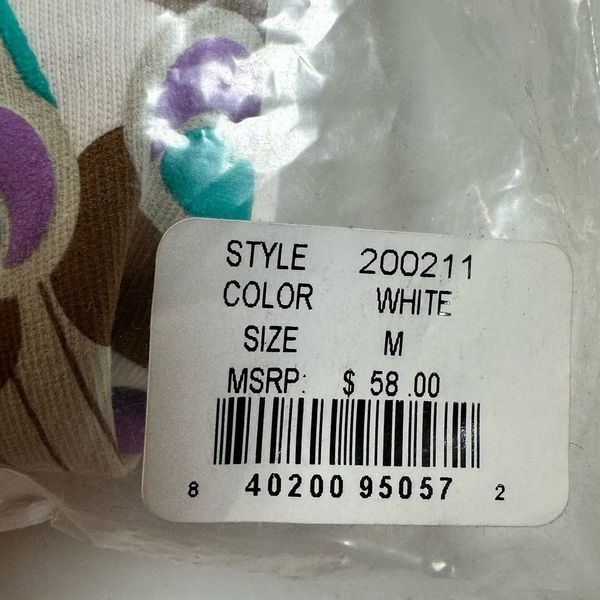 STYLE 200211
COLOR WHITE
SIZE M
MSRP: $ 58.00
8 40200 95057 2